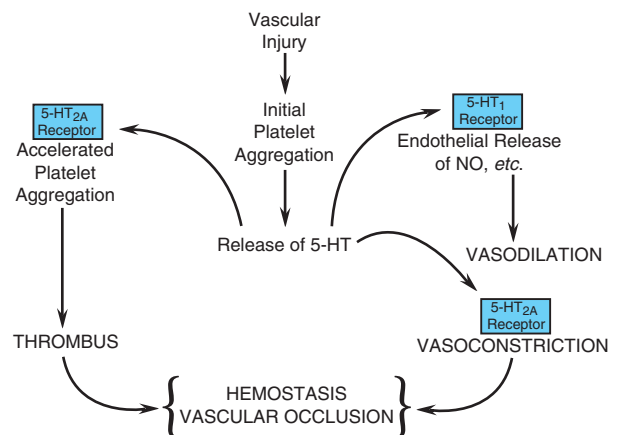 Vascular
Injury
Initial
Platelet
Aggregation
Release of 5-HT
5-HT2A
Receptor
Accelerated
Platelet
Aggregation
THROMBUS
5-HT1
Receptor
Endothelial Release
of NO, etc.
VASODILATION
5-HT2A
Receptor
VASOCONSTRICTION
{ HEMOSTASIS }
VASCULAR OCCLUSION